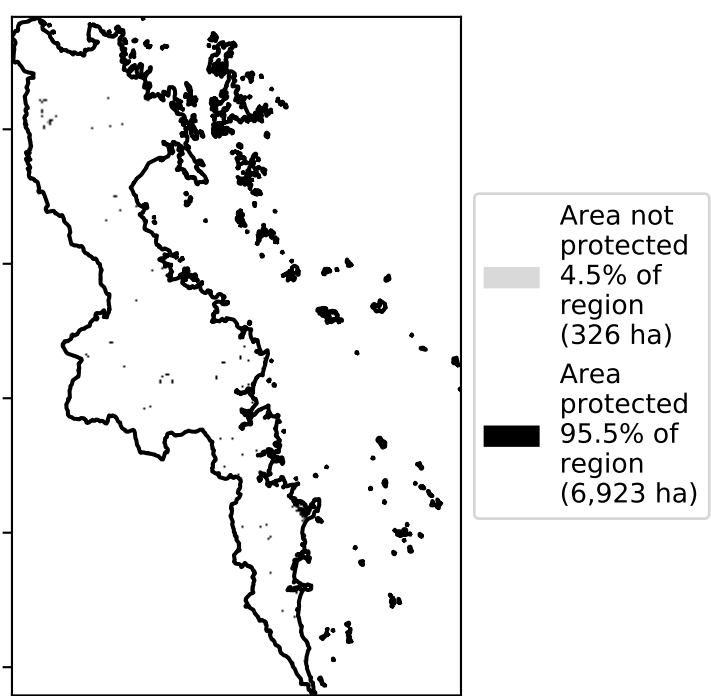 Area not
protected
4.5% of
region
(326 ha)
Area
protected
95.5% of
region
(6,923 ha)